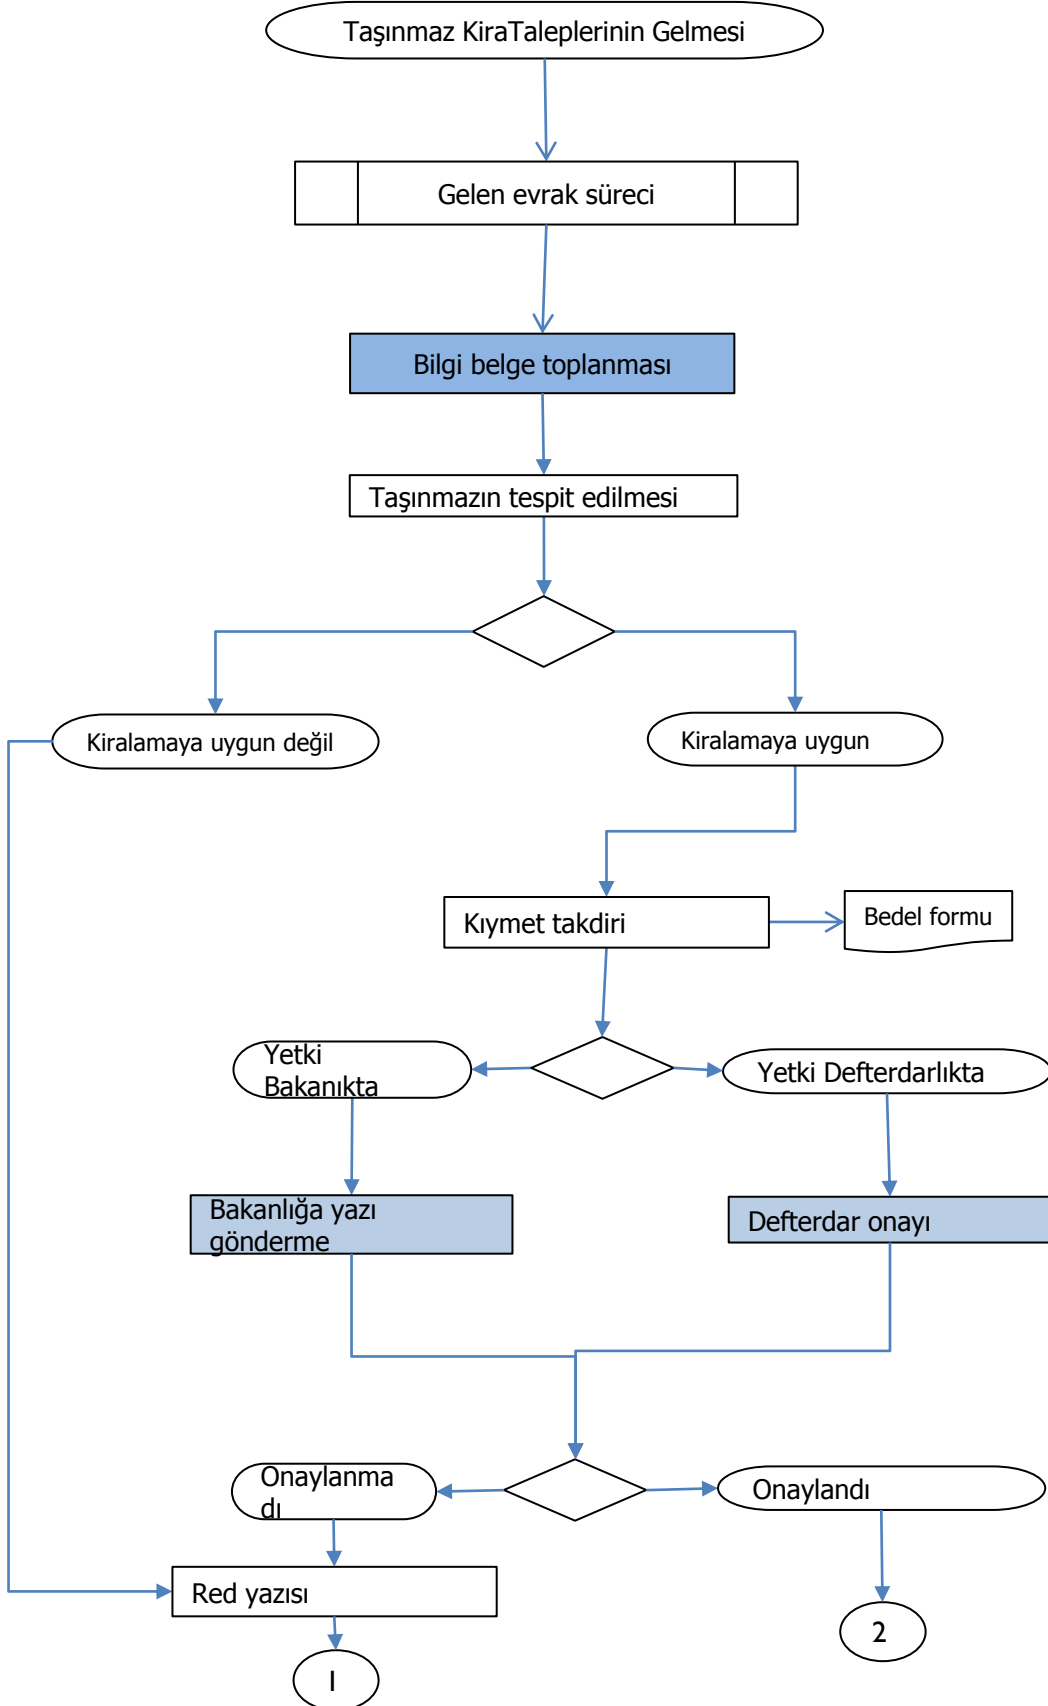 Taşınmaz KiraTaleplerinin Gelmesi
Gelen evrak süreci
Bilgi belge toplanması
Taşınmazın tespit edilmesi
Kiralamaya uygun değil
Kiralamaya uygun
Kıymet takdiri
Bedel formu
Yetki
Bakanıkta
Yetki Defterdarlıkta
Bakanlığa yazı
gönderme
Defterdar onayı
Onaylanma
dı
Onaylandı
Red yazısı
2
I